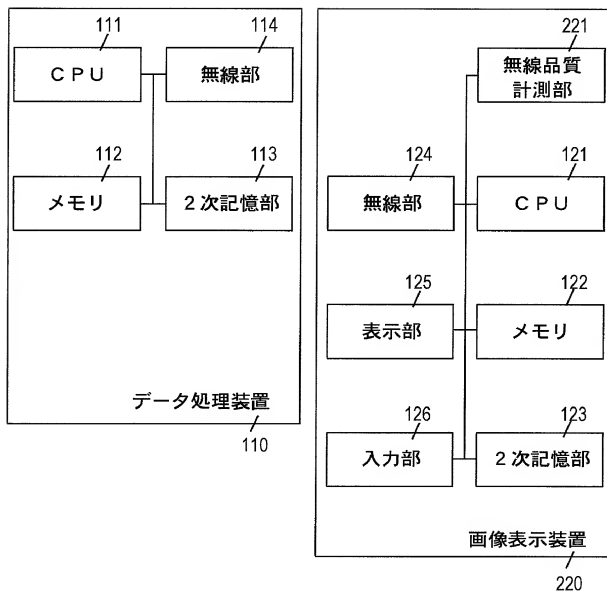 111
114
CPU
無線部
112
113
メモリ
2次記憶部
データ処理装置
110
221
無線品質
計測部
124
121
無線部
CPU
125
122
表示部
メモリ
126
123
入力部
2次記憶部
画像表示装置
220